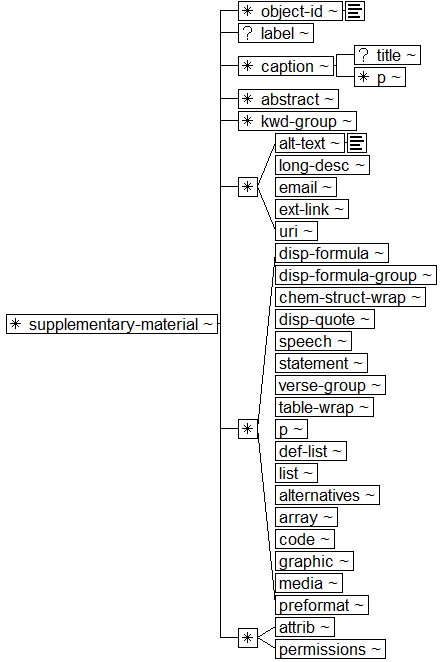 * object-id ~
? label ~
? title ~
* caption ~
* p ~
* abstract ~
* kwd-group ~
alt-text ~
long-desc ~
*
email ~
ext-link ~
uri ~
disp-formula ~
disp-formula-group ~
chem-struct-wrap ~
* supplementary-material ~
disp-quote ~
speech ~
statement ~
verse-group ~
table-wrap ~
*
p ~
def-list ~
list ~
alternatives ~
array ~
code ~
graphic ~
media ~
preformat ~
*
attrib ~
permissions ~